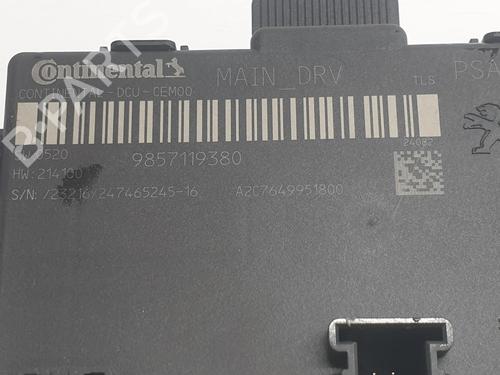 Continental MAIN_DRV TLS PSA
CONTINENTAL-DCU-CEM00
24082
520 9857119380
HW:214100
S/N: /23216/247465245-16 A2C7649951800
D-PARTS